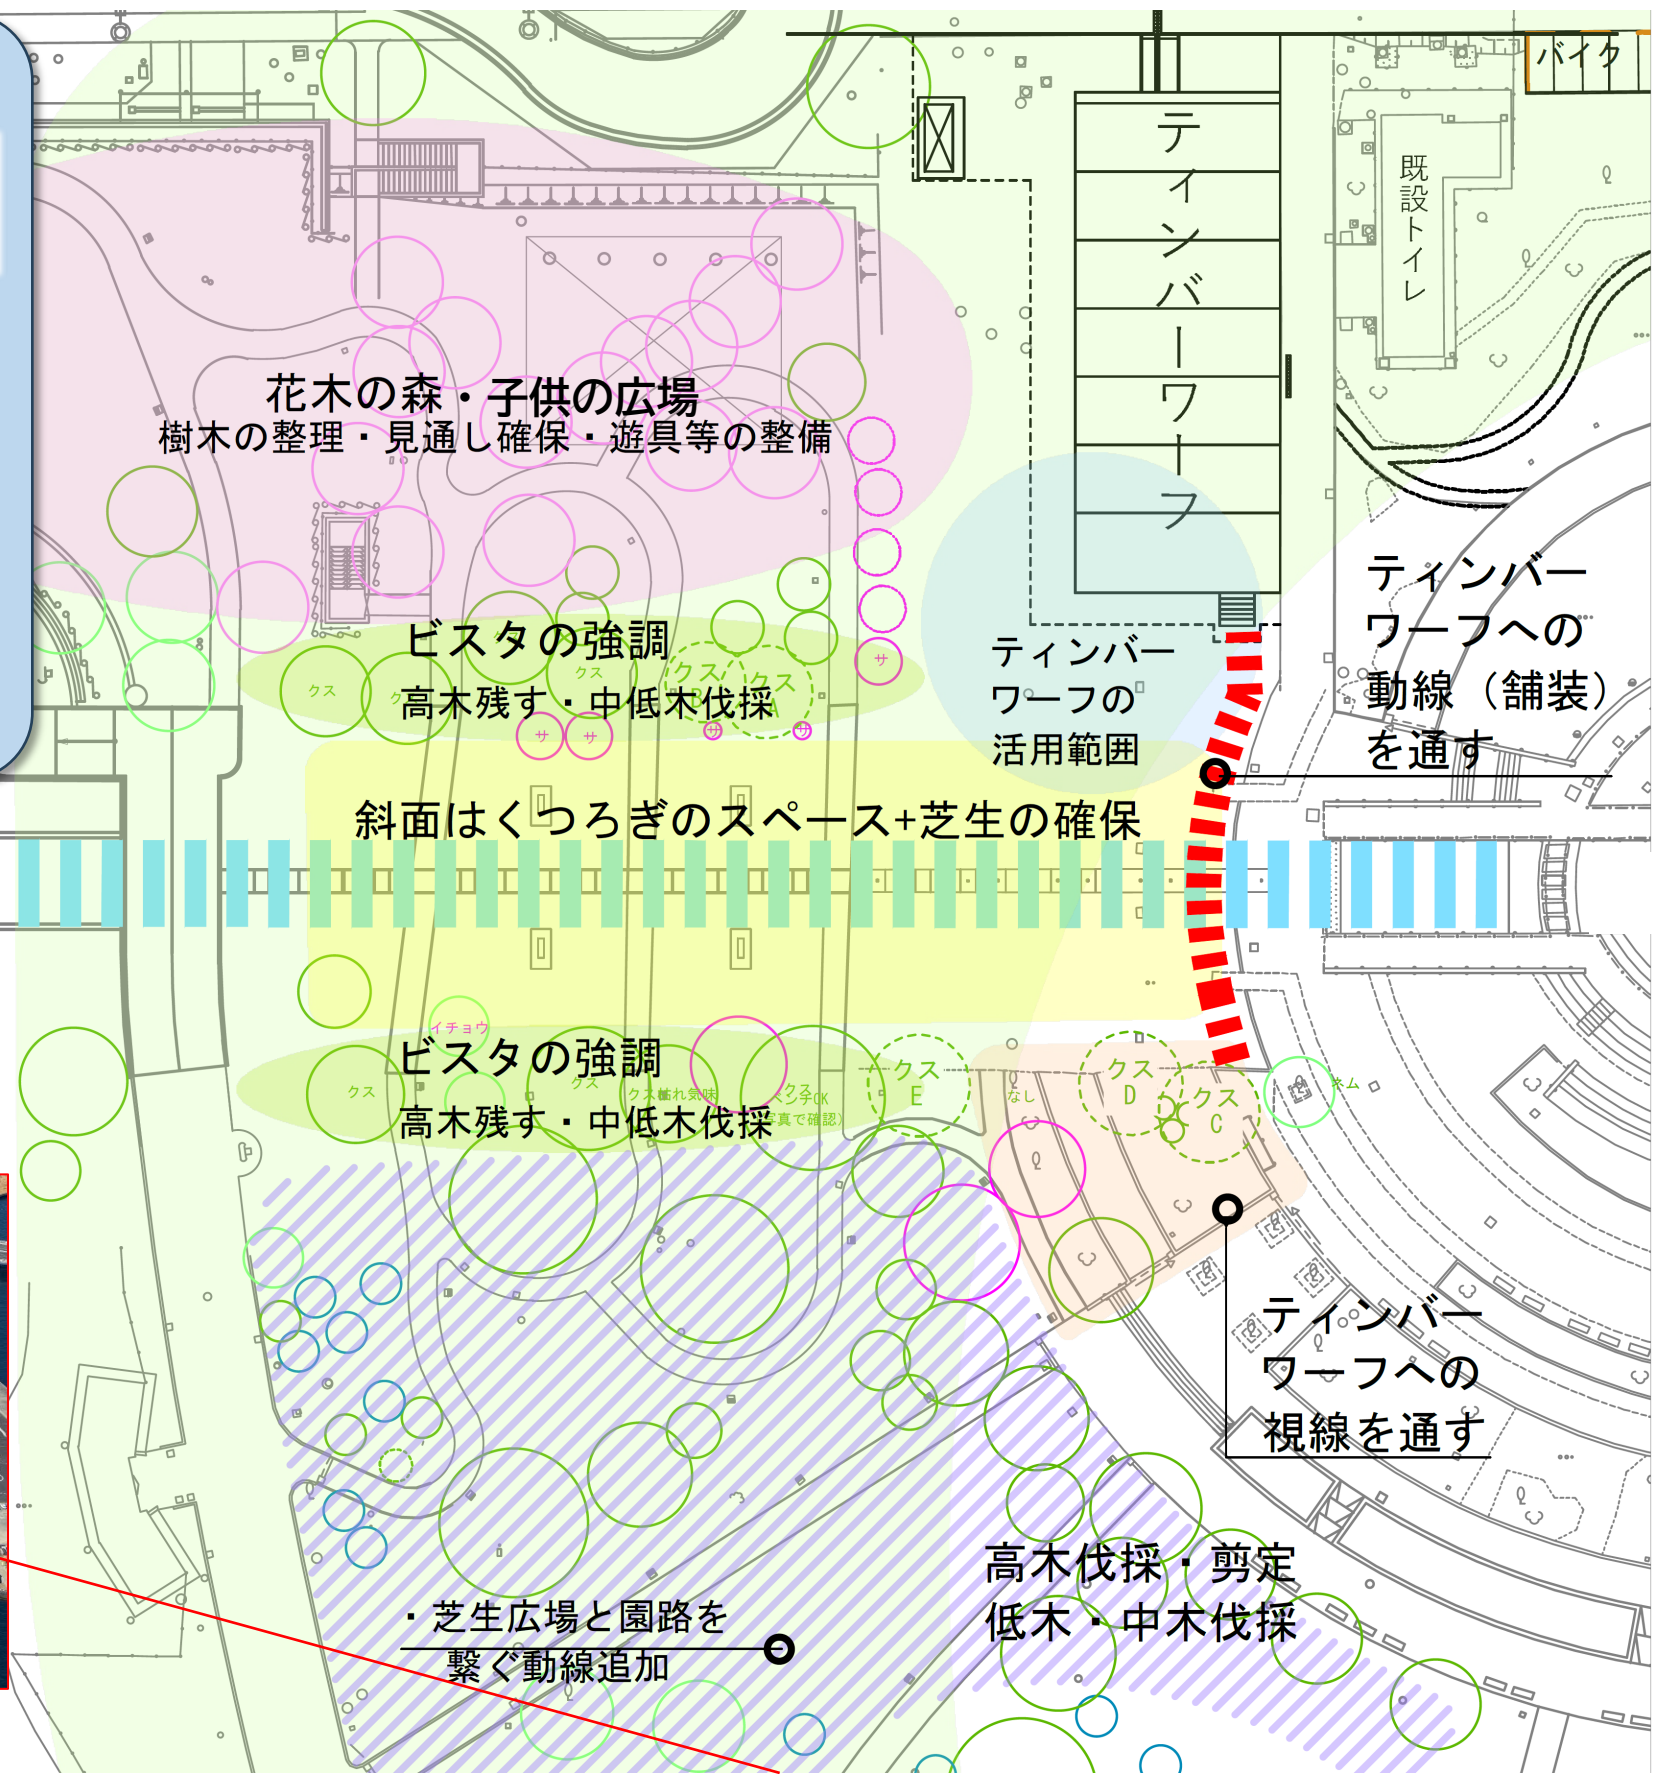 バイク
ティンバーワーフ
既設トイレ
花木の森・子供の広場
樹木の整理・見通し確保・遊具等の整備
ティンバー
ワーフへの
動線（舗装）
を通す
ビスタの強調
高木残す・中低木伐採
クス
クス
クス
B
クス
A
サ
サ
サ
サ
サ
ティンバー
ワーフの
活用範囲
斜面はくつろぎのスペース+芝生の確保
イチョウ
ビスタの強調
高木残す・中低木伐採
クス
クス
クス枯れ気味
クス
クス
E
なし
クス
D
クス
C
ネム
ティンバー
ワーフへの
視線を通す
高木伐採・剪定
低木・中木伐採
・芝生広場と園路を
繋ぐ動線追加